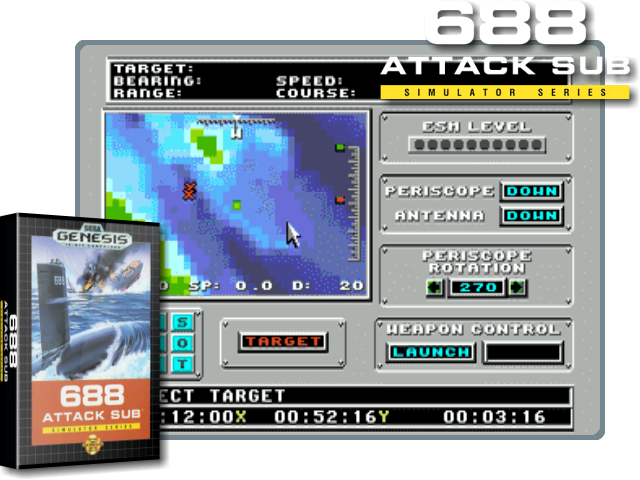 688
ATTACK SUB
SIMULATOR SERIES
TARGET:
BEARING: SPEED:
RANGE: COURSE:
W
ESM LEVEL
PERISCOPE DOWN
ANTENNA DOWN
PERISCOPE
ROTATION
270
0 SP: 0.0 D: 20
S
O
T
TARGET
WEAPON CONTROL
LAUNCH
ECT TARGET
:12:00X 00:52:16Y 00:03:16
SEGA
GENESIS
688
688
ATTACK SUB
SIMULATOR SERIES
688
ATTACK SUB